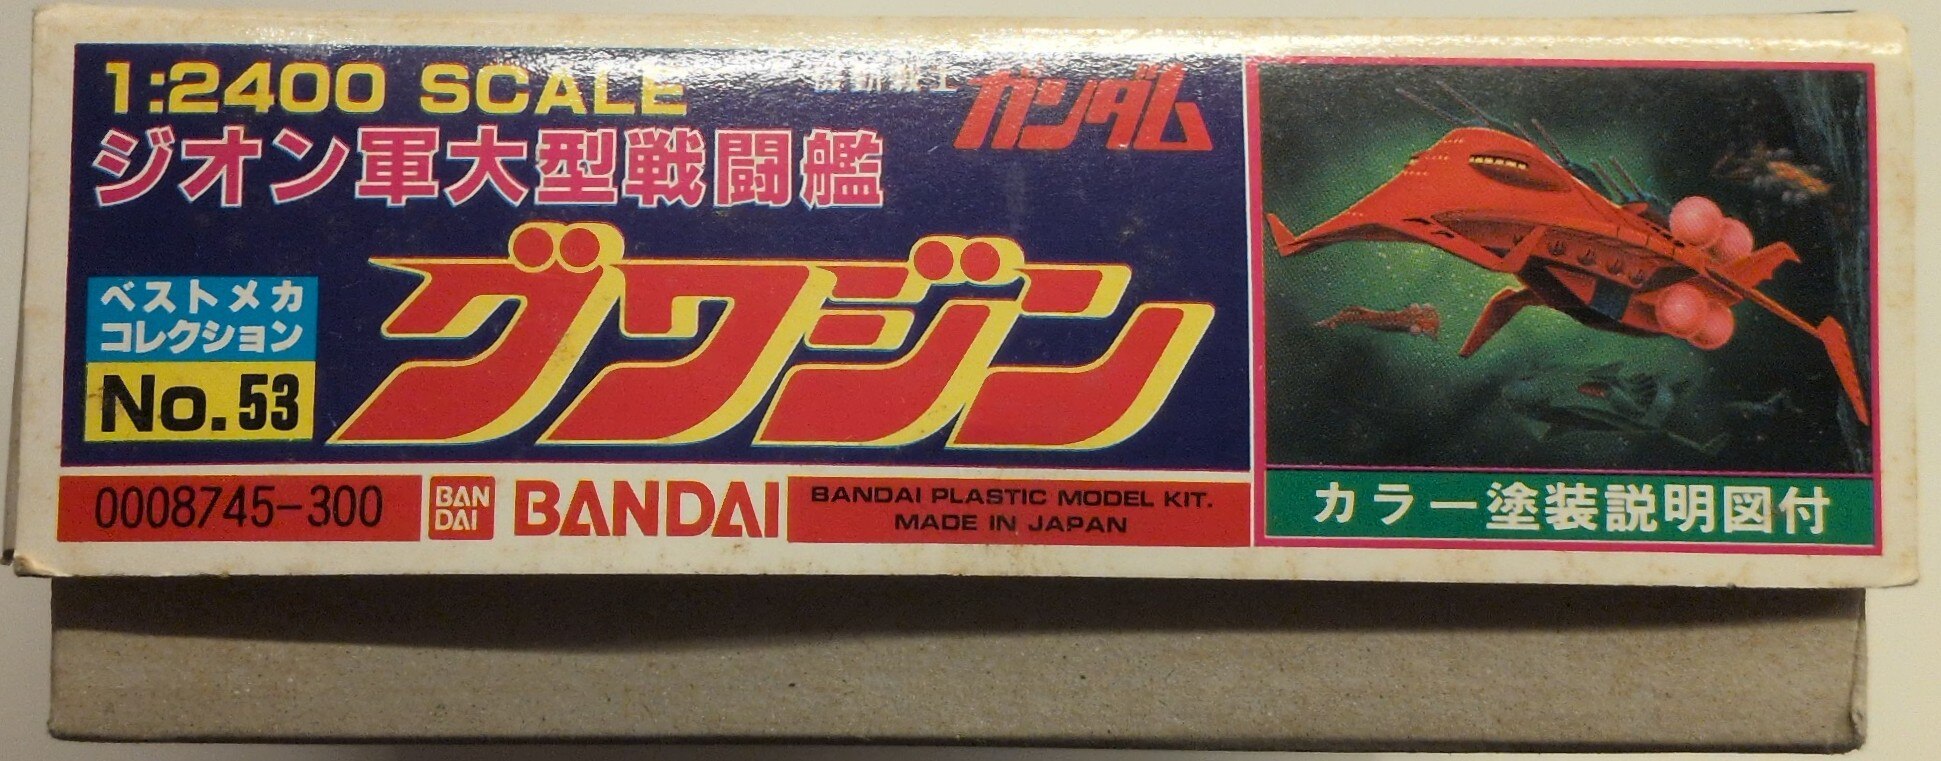 1:2400 SCALE
機動戦士 ガンダム
ジオン軍大型戦闘艦
グワジン
ベストメカ
コレクション
No.53
0008745-300
BAN
DAI
BANDAI
BANDAI PLASTIC MODEL KIT.
MADE IN JAPAN
カラー塗装説明図付